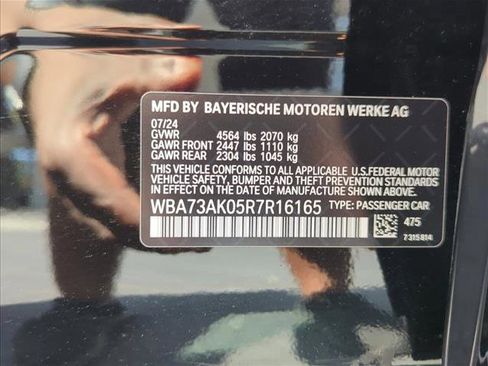 MFD BY BAYERISCHE MOTOREN WERKE AG
07/24
GVWR 4564 lbs 2070 kg
GAWR FRONT 2447 lbs 1110 kg
GAWR REAR 2304 lbs 1045 kg
THIS VEHICLE CONFORMS TO ALL APPLICABLE U.S.FEDERAL MOTOR
VEHICLE SAFETY, BUMPER, AND THEFT PREVENTION STANDARDS
IN EFFECT ON THE DATE OF MANUFACTURE SHOWN ABOVE.
WBA73AK05R7R16165 TYPE: PASSENGER CAR
475
7315814